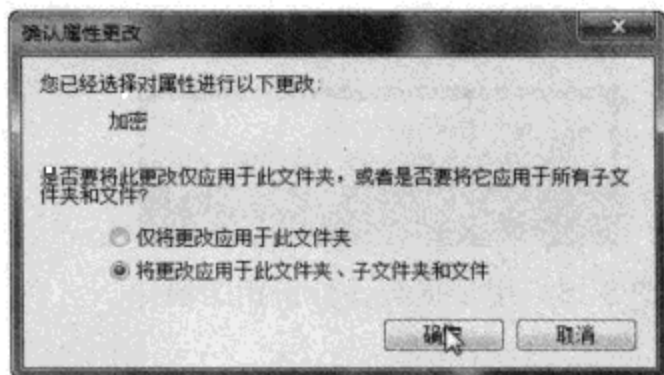 确认属性更改
您已经选择对属性进行以下更改:
加密
是否要将此更改仅应用于此文件夹，或者是否要将它应用于所有子文
件夹和文件?
仅将更改应用于此文件夹
将更改应用于此文件夹、子文件夹和文件
确定
取消